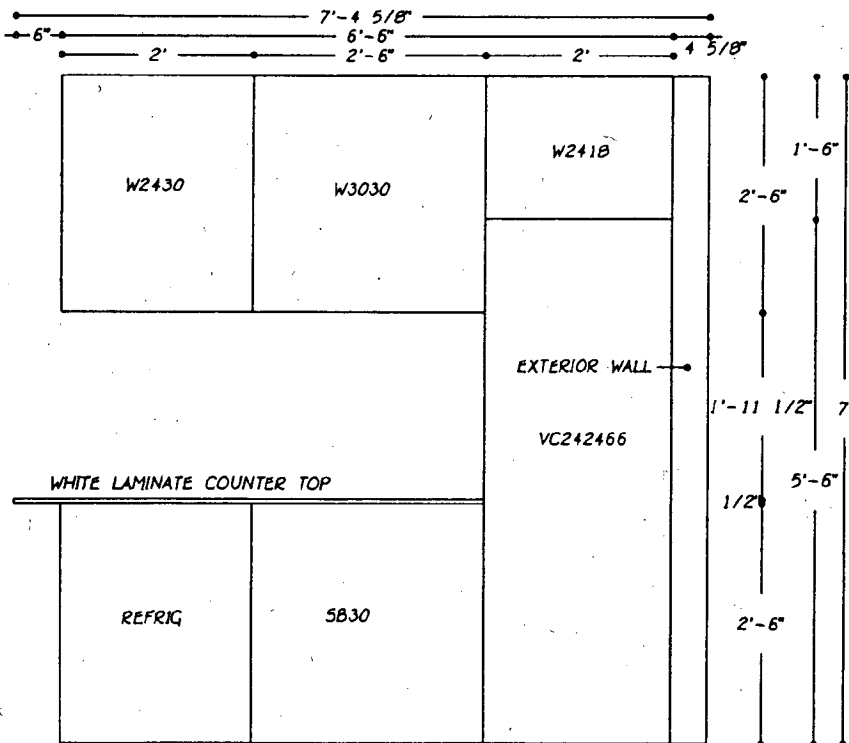 7'-4 5/8"
6"
6'-6"
4 5/8"
2'
2'-6"
2'
W2430
W3030
W2418
1'-6"
2'-6"
EXTERIOR WALL
1'-11 1/2"
7
VC242466
WHITE LAMINATE COUNTER TOP
5'-6"
1/2"
REFRIG
SB30
2'-6"